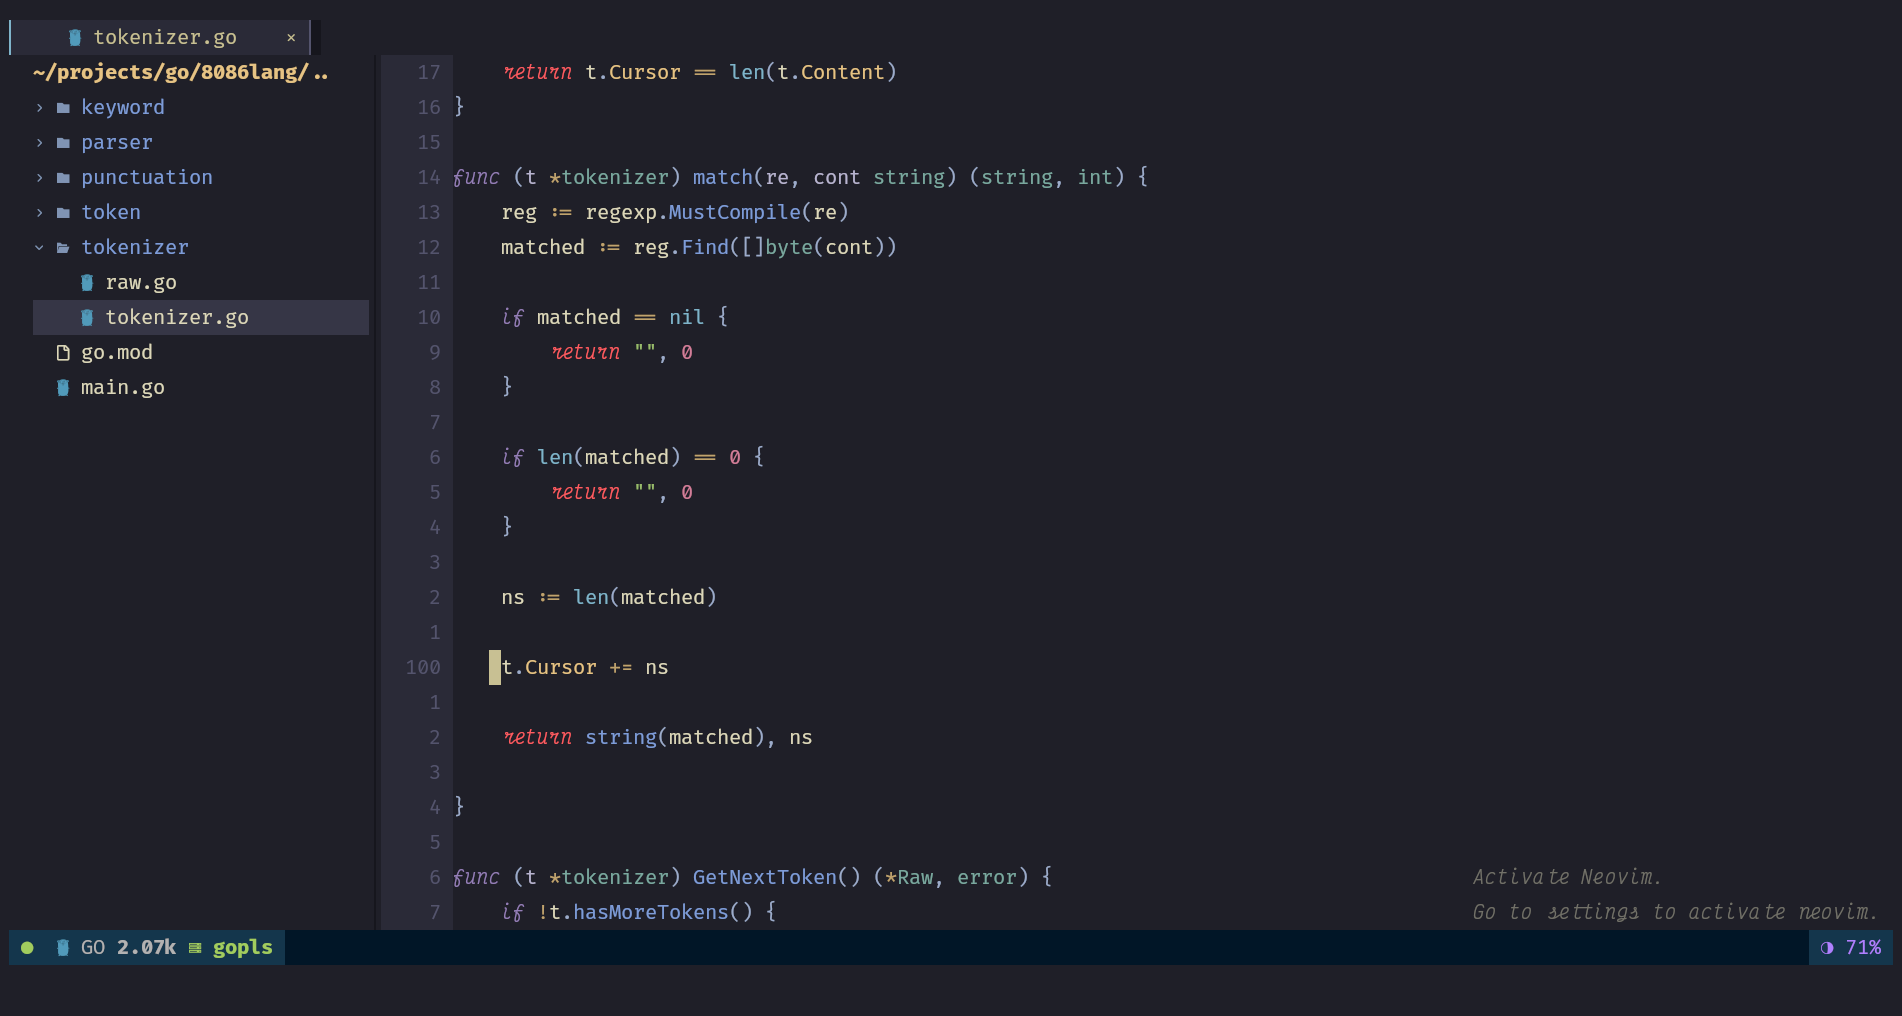 tokenizer.go ×
~/projects/go/8086lang/..
› keyword
› parser
› punctuation
› token
tokenizer
raw.go
tokenizer.go
go.mod
main.go
17 return t.Cursor == len(t.Content)
16 }
15
14 func (t *tokenizer) match(re, cont string) (string, int) {
13 reg := regexp.MustCompile(re)
12 matched := reg.Find([]byte(cont))
11
10 if matched == nil {
9 return "", 0
8 }
7
6 if len(matched) == 0 {
5 return "", 0
4 }
3
2 ns := len(matched)
1
100 t.Cursor += ns
1
2 return string(matched), ns
3
4 }
5
6 func (t *tokenizer) GetNextToken() (*Raw, error) {
7 if !t.hasMoreTokens() {
Activate Neovim.
Go to settings to activate neovim.
GO 2.07k gopls
71%